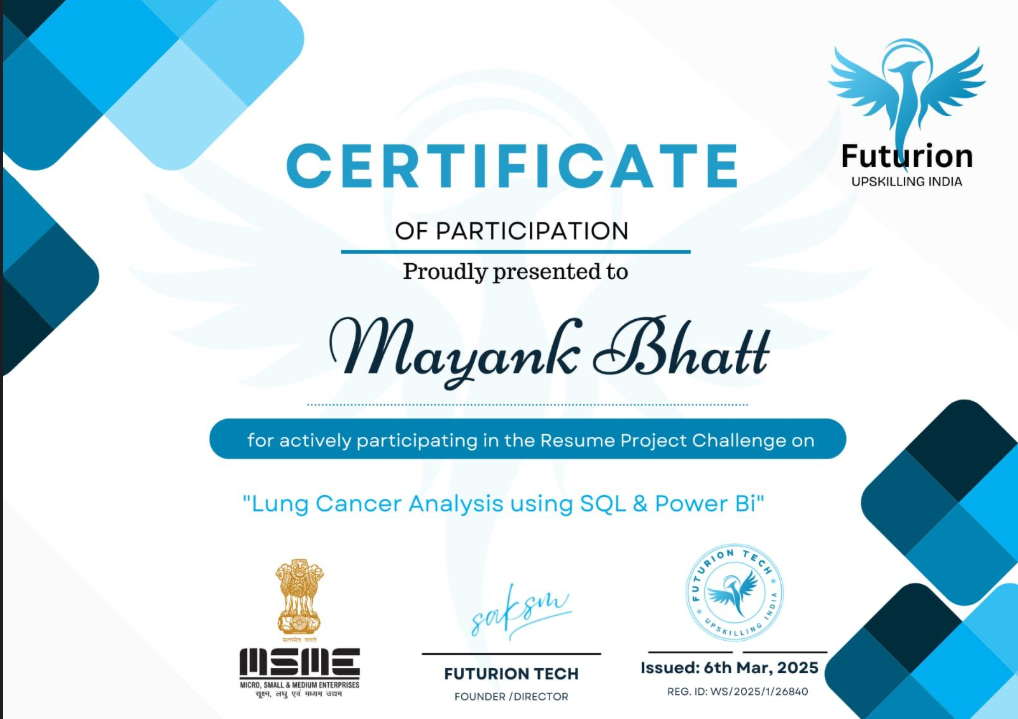 Futurion
UPSKILLING INDIA
CERTIFICATE
OF PARTICIPATION
Proudly presented to
Mayank Bhatt
for actively participating in the Resume Project Challenge on
"Lung Cancer Analysis using SQL & Power Bi"
सत्यमेव जयते
MSME
MICRO, SMALL & MEDIUM ENTERPRISES
सूक्ष्म, लघु एवं मध्यम उद्यम
saksm
FUTURION TECH
FOUNDER /DIRECTOR
FUTURION TECH
UPSKILLING INDIA
Issued: 6th Mar, 2025
REG. ID: WS/2025/1/26840